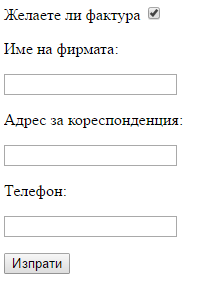 Желаете ли фактура
Име на фирмата:
Адрес за кореспонденция:
Телефон:
Изпрати